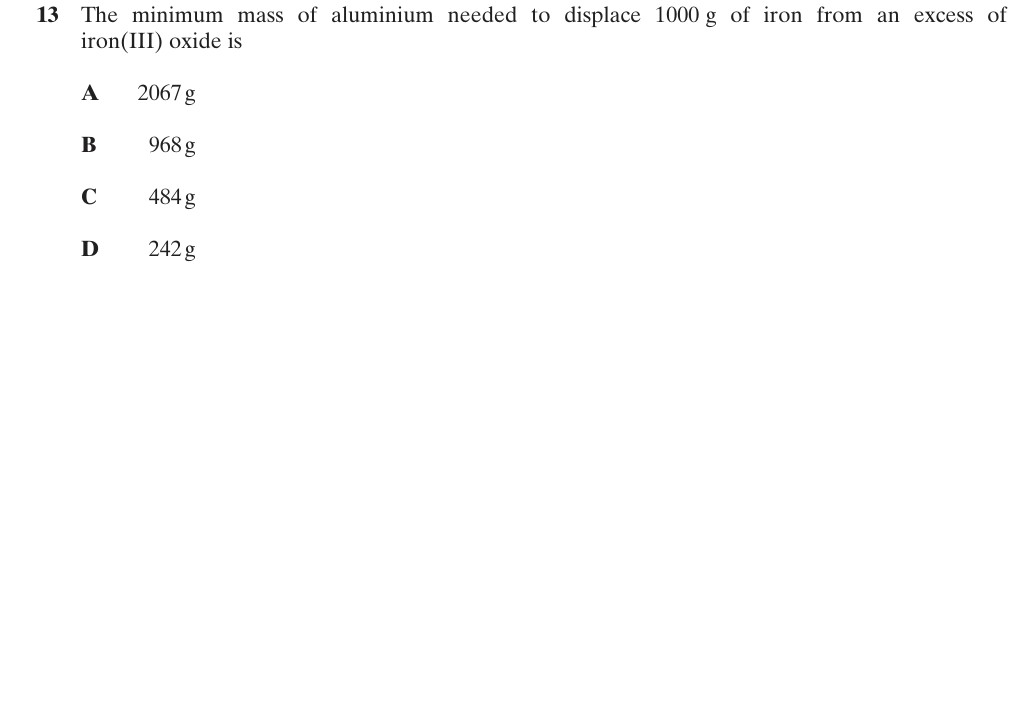 13 The minimum mass of aluminium needed to displace 1000 g of iron from an excess of
iron(III) oxide is
A 2067 g
B 968 g
C 484 g
D 242 g